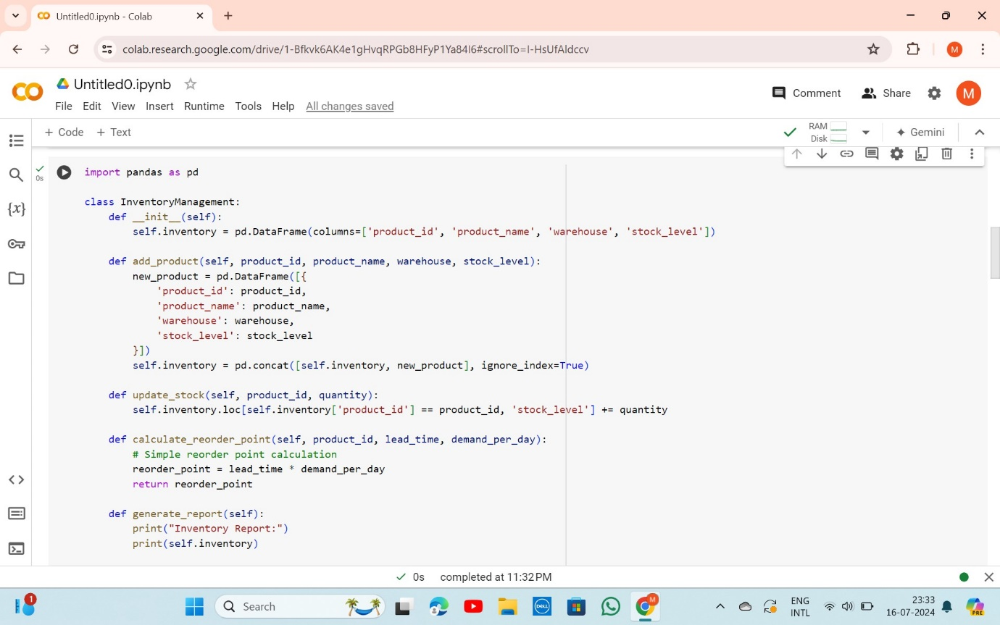 Untitled0.ipynb - Colab
colab.research.google.com/drive/1-Bfkvk6AK4e1gHvqRPGb8HFyP1Ya84I6#scrollTo=I-HsUfAldccv
M
Untitled0.ipynb
Comment Share M
File Edit View Insert Runtime Tools Help All changes saved
+ Code + Text
RAM
Disk
Gemini
0s
import pandas as pd
class InventoryManagement:
def __init__(self):
self.inventory = pd.DataFrame(columns=['product_id', 'product_name', 'warehouse', 'stock_level'])
def add_product(self, product_id, product_name, warehouse, stock_level):
new_product = pd.DataFrame([{
'product_id': product_id,
'product_name': product_name,
'warehouse': warehouse,
'stock_level': stock_level
}])
self.inventory = pd.concat([self.inventory, new_product], ignore_index=True)
def update_stock(self, product_id, quantity):
self.inventory.loc[self.inventory['product_id'] == product_id, 'stock_level'] += quantity
def calculate_reorder_point(self, product_id, lead_time, demand_per_day):
# Simple reorder point calculation
reorder_point = lead_time * demand_per_day
return reorder_point
def generate_report(self):
print("Inventory Report:")
print(self.inventory)
0s completed at 11:32 PM
1
Search
DELL
M
ENG
INTL
23:33
16-07-2024
PRE